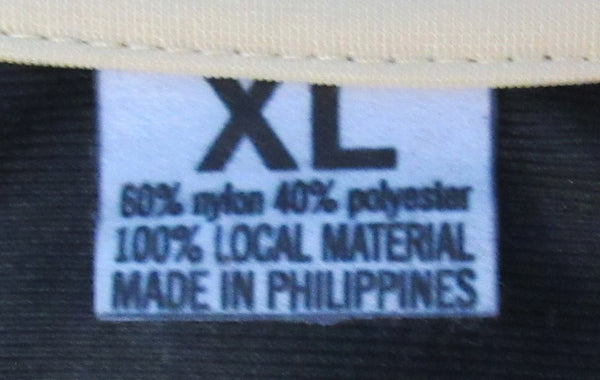 XL
60% nylon 40% polyester
100% LOCAL MATERIAL
MADE IN PHILIPPINES